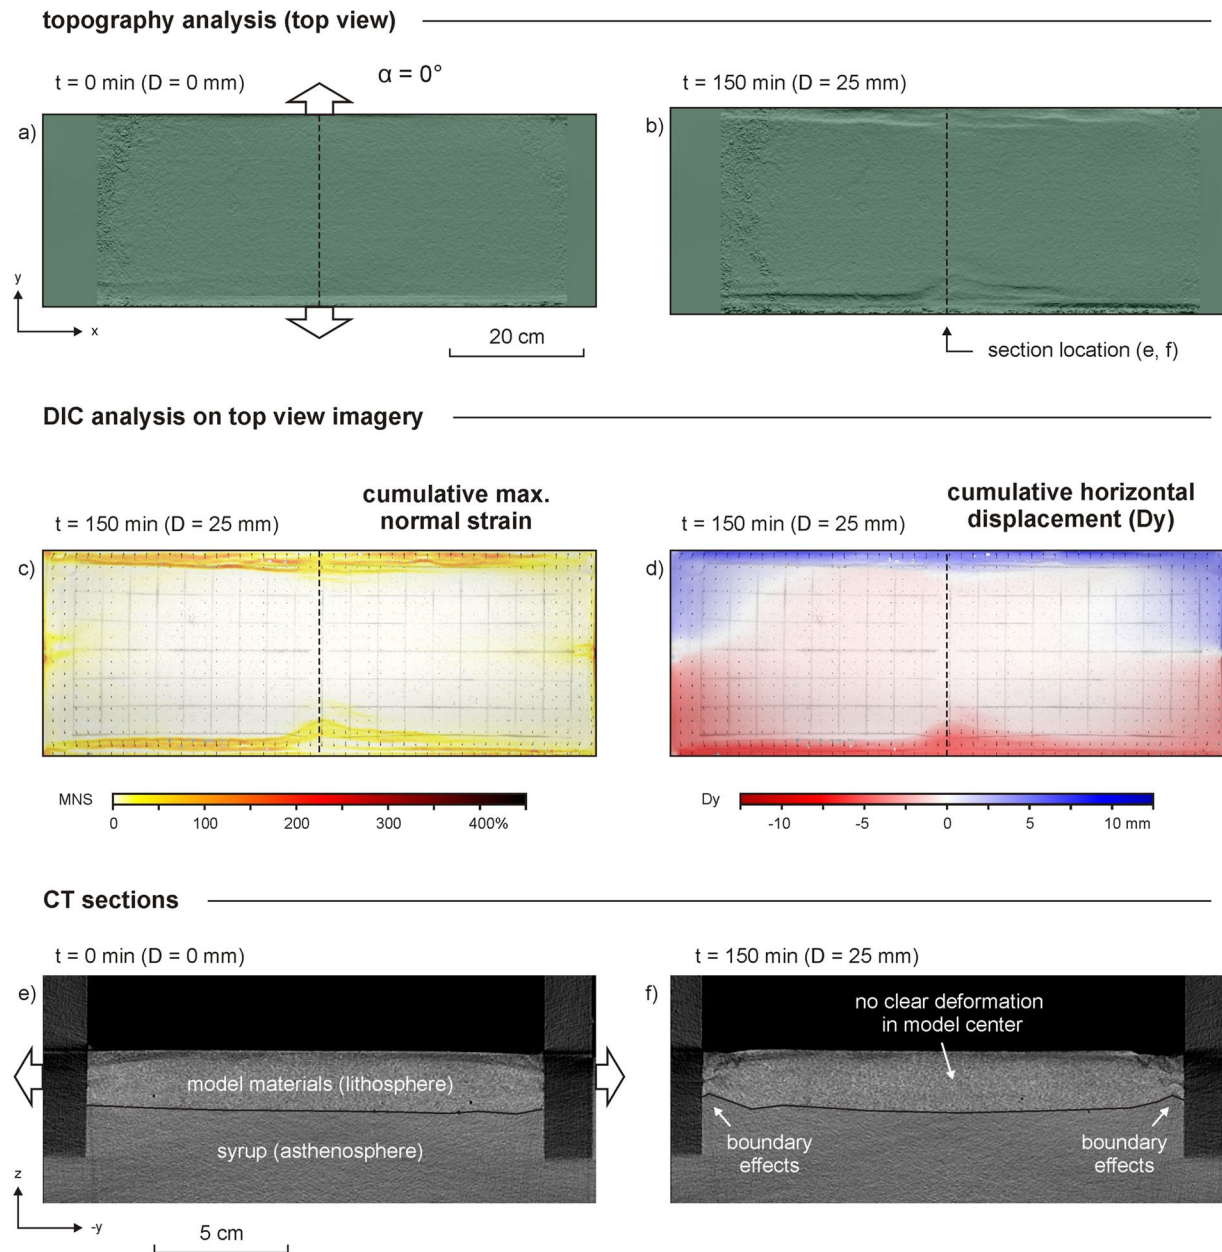 topography analysis (top view)
t = 0 min (D = 0 mm)
α = 0°
t = 150 min (D = 25 mm)
a)
b)
y
x
20 cm
section location (e, f)
DIC analysis on top view imagery
cumulative max.
normal strain
t = 150 min (D = 25 mm)
cumulative horizontal
displacement (Dy)
t = 150 min (D = 25 mm)
c)
d)
MNS
0 100 200 300 400%
Dy
-10 -5 0 5 10 mm
CT sections
t = 0 min (D = 0 mm)
t = 150 min (D = 25 mm)
e)
f)
no clear deformation
in model center
model materials (lithosphere)
syrup (asthenosphere)
boundary
effects
boundary
effects
z
-y
5 cm